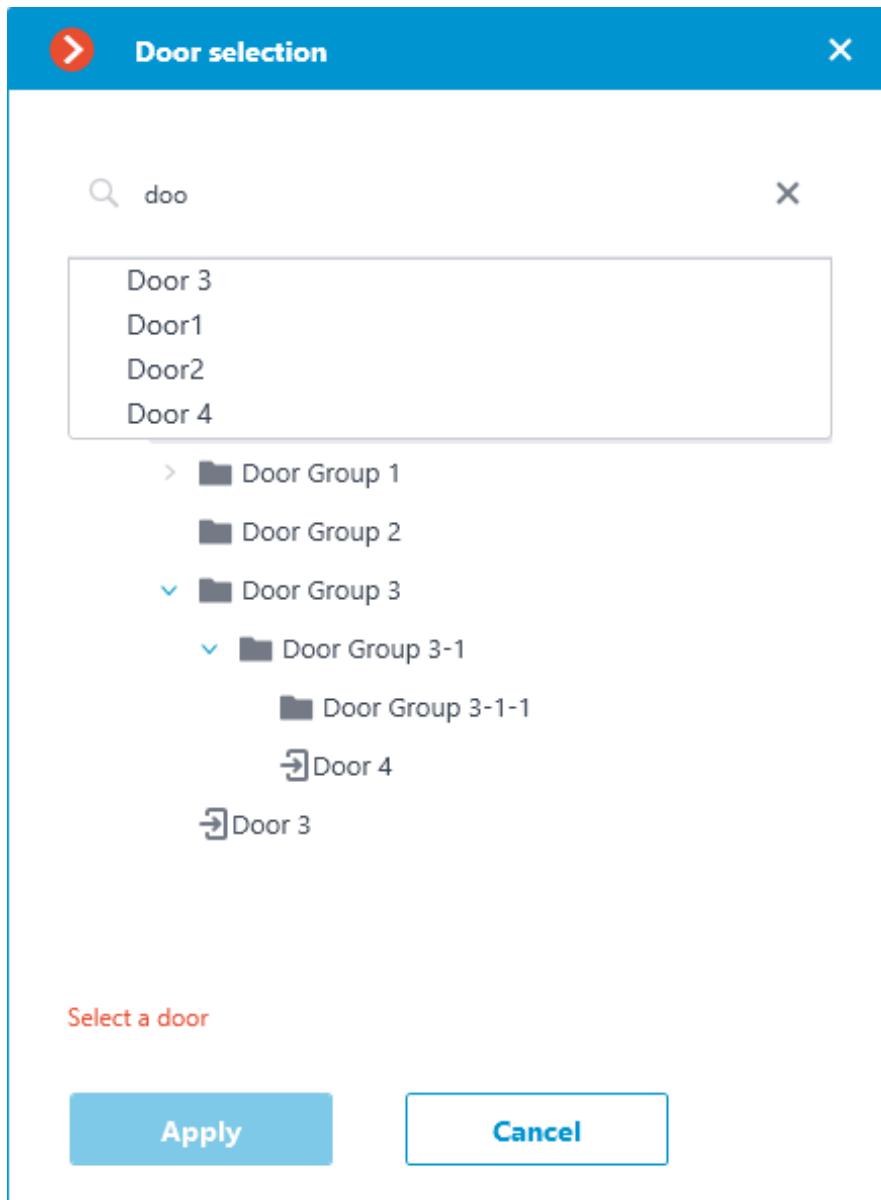 Door selection
doo
Door 3
Door1
Door2
Door 4
Door Group 1
Door Group 2
Door Group 3
Door Group 3-1
Door Group 3-1-1
Door 4
Door 3
Select a door
Apply
Cancel